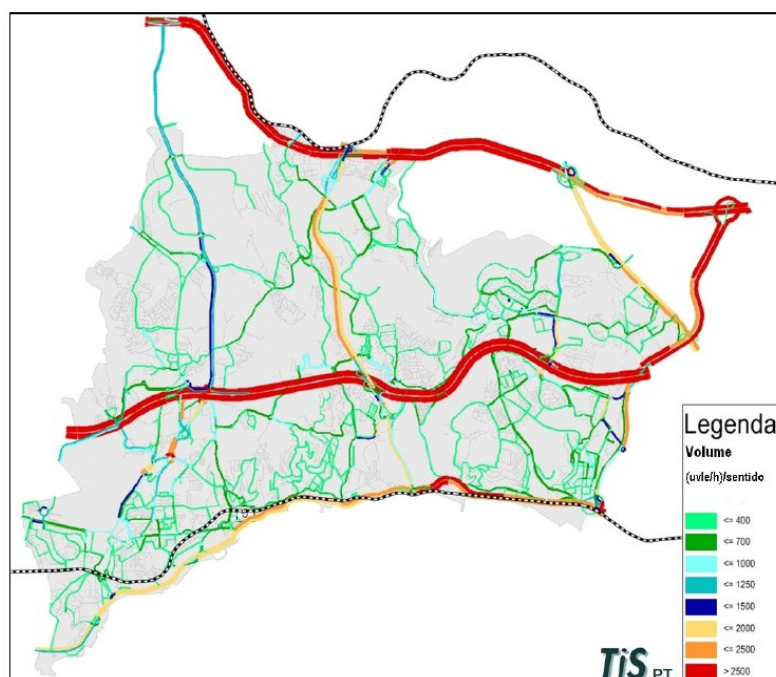 Legenda
Volume
(uvle/h)/sentido
<= 400
<= 700
<= 1000
<= 1250
<= 1500
<= 2000
<= 2500
> 2500
TiS PT